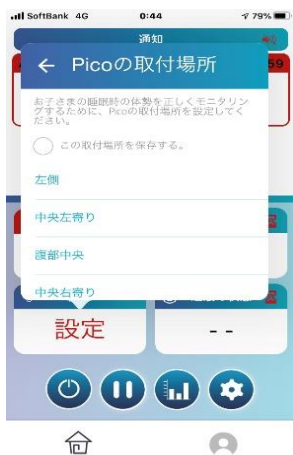 SoftBank 4G 0:44 79%
通知
59
← Picoの取付場所
お子さまの睡眠時の体勢を正しくモニタリン
グするために、Picoの取付場所を設定してく
ださい。
この取付場所を保存する。
左側
中央左寄り
腹部中央
中央右寄り
設定 --